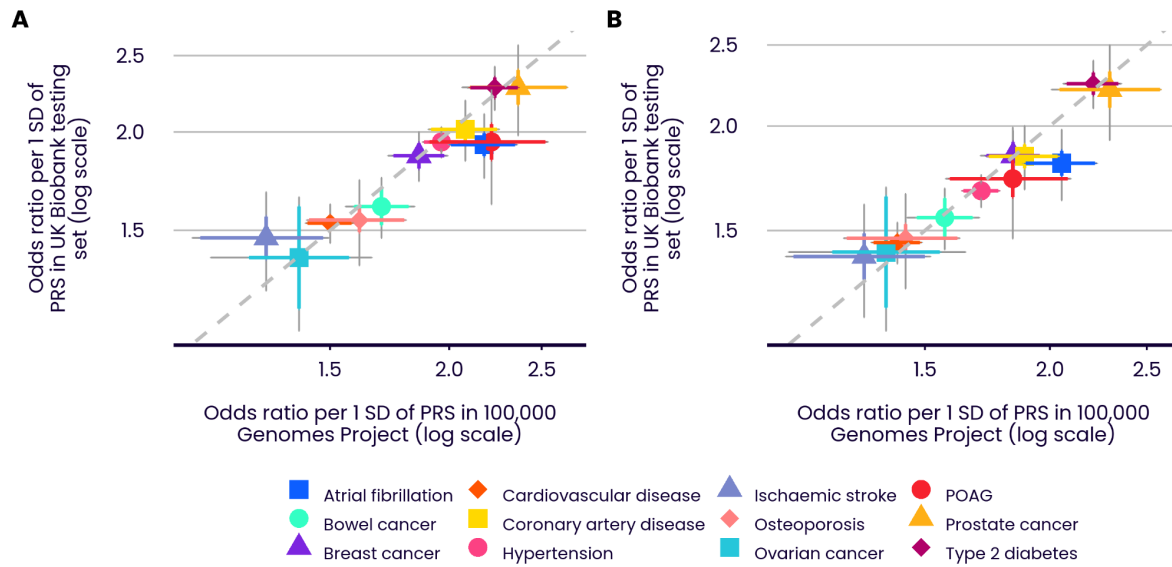 A
Odds ratio per 1 SD of
PRS in UK Biobank testing
set (log scale)
2.5
2.0
1.5
1.5
2.0
2.5
Odds ratio per 1 SD of PRS in 100,000
Genomes Project (log scale)
B
Odds ratio per 1 SD of
PRS in UK Biobank testing
set (log scale)
2.5
2.0
1.5
1.5
2.0
2.5
Odds ratio per 1 SD of PRS in 100,000
Genomes Project (log scale)
Atrial fibrillation
Cardiovascular disease
Ischaemic stroke
POAG
Bowel cancer
Coronary artery disease
Osteoporosis
Prostate cancer
Breast cancer
Hypertension
Ovarian cancer
Type 2 diabetes